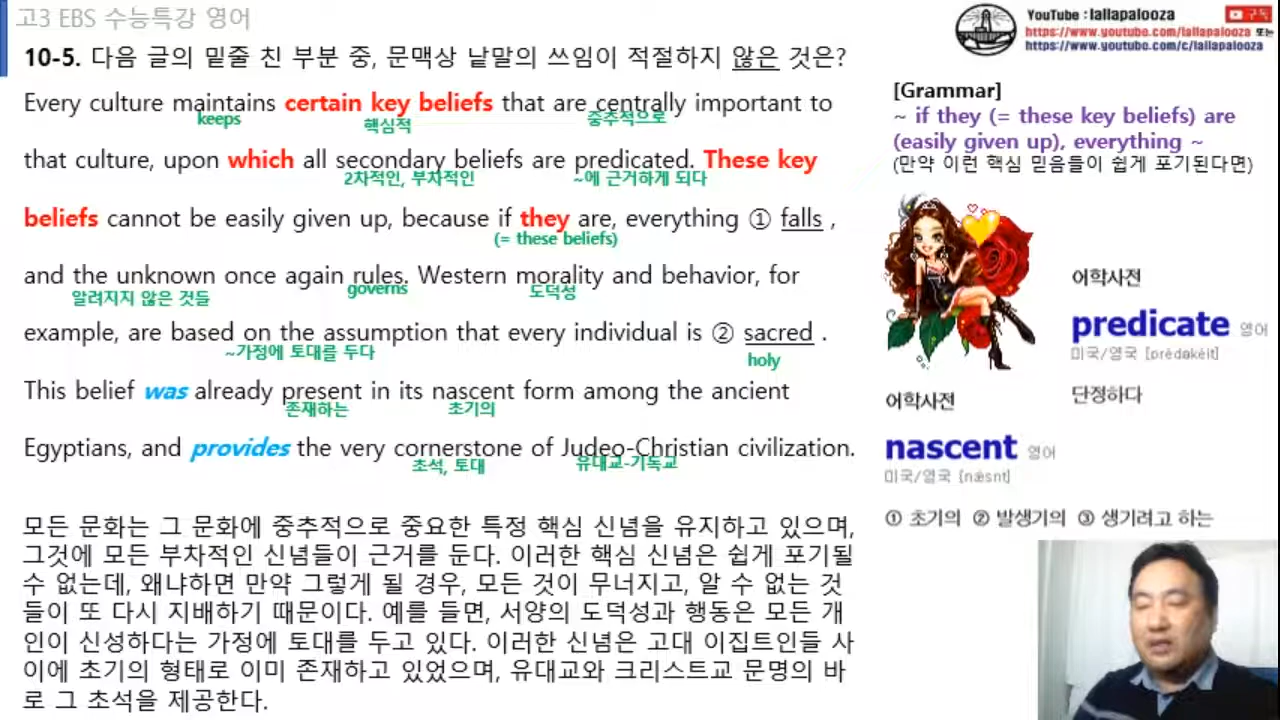 고3 EBS 수능특강 영어
YouTube : lallapalooza
구독
https://www.youtube.com/lallapalooza 또는
https://www.youtube.com/c/lallapalooza
10-5. 다음 글의 밑줄 친 부분 중, 문맥상 낱말의 쓰임이 적절하지 않은 것은?
Every culture maintains certain key beliefs that are centrally important to
keeps 핵심적 중추적으로
that culture, upon which all secondary beliefs are predicated. These key
2차적인, 부차적인 ~에 근거하게 되다
beliefs cannot be easily given up, because if they are, everything ① falls ,
(= these beliefs)
and the unknown once again rules. Western morality and behavior, for
알려지지 않은 것들 governs 도덕성
example, are based on the assumption that every individual is ② sacred .
~가정에 토대를 두다 holy
This belief was already present in its nascent form among the ancient
존재하는 초기의
Egyptians, and provides the very cornerstone of Judeo-Christian civilization.
초석, 토대 유대교-기독교
모든 문화는 그 문화에 중추적으로 중요한 특정 핵심 신념을 유지하고 있으며,
그것에 모든 부차적인 신념들이 근거를 둔다. 이러한 핵심 신념은 쉽게 포기될
수 없는데, 왜냐하면 만약 그렇게 될 경우, 모든 것이 무너지고, 알 수 없는 것
들이 또 다시 지배하기 때문이다. 예를 들면, 서양의 도덕성과 행동은 모든 개
인이 신성하다는 가정에 토대를 두고 있다. 이러한 신념은 고대 이집트인들 사
이에 초기의 형태로 이미 존재하고 있었으며, 유대교와 크리스트교 문명의 바
로 그 초석을 제공한다.
[Grammar]
~ if they (= these key beliefs) are
(easily given up), everything ~
(만약 이런 핵심 믿음들이 쉽게 포기된다면)
어학사전
predicate 영어
미국/영국 [prédəkèit]
단정하다
어학사전
nascent 영어
미국/영국 [nǽsnt]
① 초기의 ② 발생기의 ③ 생기려고 하는